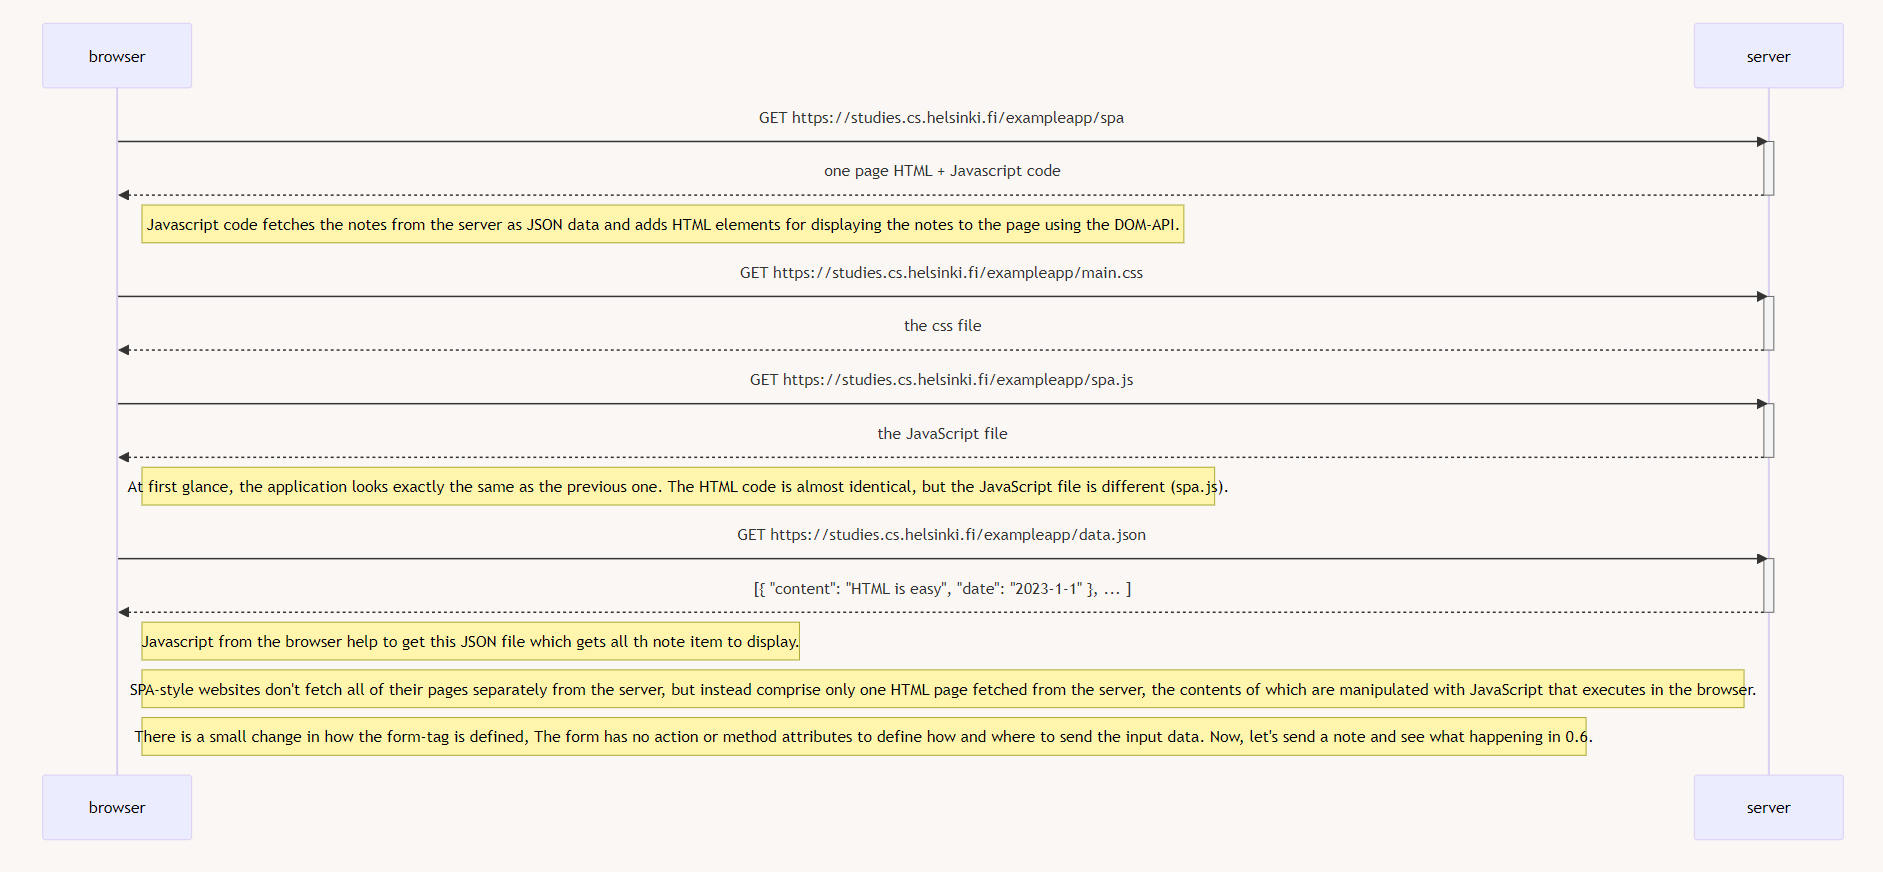 browser
server
GET https://studies.cs.helsinki.fi/exampleapp/spa
one page HTML + Javascript code
Javascript code fetches the notes from the server as JSON data and adds HTML elements for displaying the notes to the page using the DOM-API.
GET https://studies.cs.helsinki.fi/exampleapp/main.css
the css file
GET https://studies.cs.helsinki.fi/exampleapp/spa.js
the JavaScript file
At first glance, the application looks exactly the same as the previous one. The HTML code is almost identical, but the JavaScript file is different (spa.js).
GET https://studies.cs.helsinki.fi/exampleapp/data.json
[{ "content": "HTML is easy", "date": "2023-1-1" }, ... ]
Javascript from the browser help to get this JSON file which gets all th note item to display.
SPA-style websites don't fetch all of their pages separately from the server, but instead comprise only one HTML page fetched from the server, the contents of which are manipulated with JavaScript that executes in the browser.
There is a small change in how the form-tag is defined, The form has no action or method attributes to define how and where to send the input data. Now, let's send a note and see what happening in 0.6.
browser
server